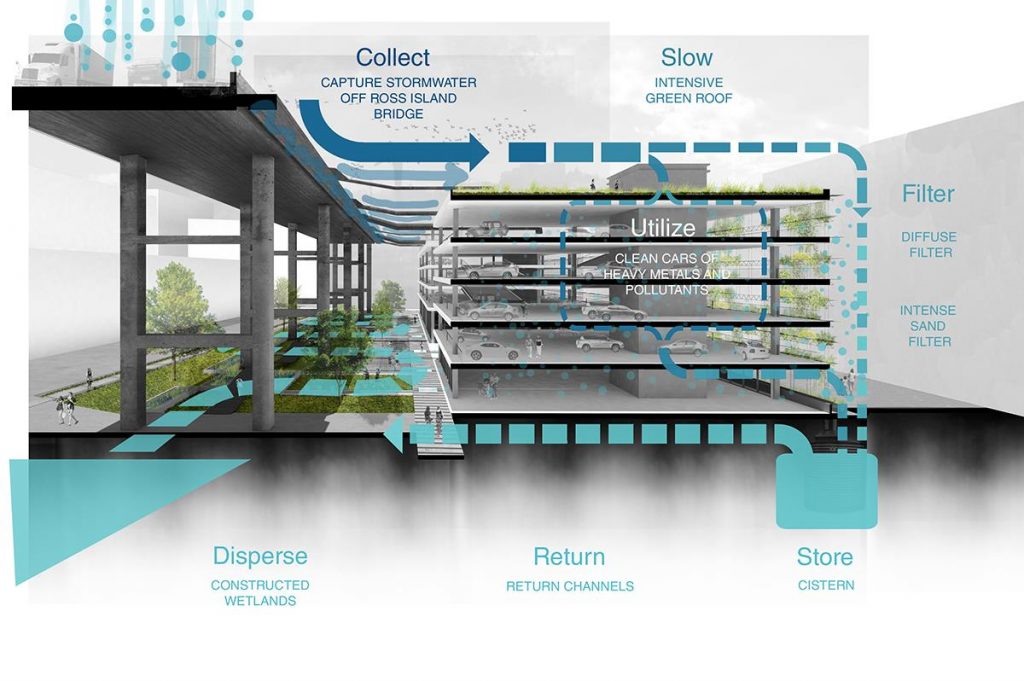 Collect
CAPTURE STORMWATER
OFF ROSS ISLAND
BRIDGE
Slow
INTENSIVE
GREEN ROOF
Filter
DIFFUSE
FILTER
INTENSE
SAND
FILTER
Utilize
CLEAN CARS OF
HEAVY METALS AND
POLLUTANTS
Disperse
CONSTRUCTED
WETLANDS
Return
RETURN CHANNELS
Store
CISTERN